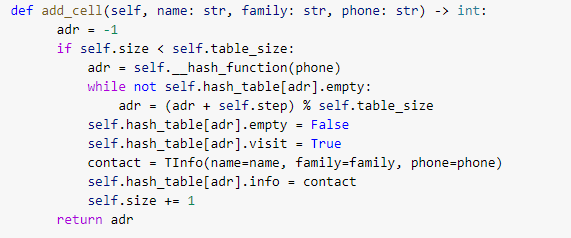 def add_cell(self, name: str, family: str, phone: str) -> int:
        adr = -1
        if self.size < self.table_size:
            adr = self.__hash_function(phone)
            while not self.hash_table[adr].empty:
                adr = (adr + self.step) % self.table_size
            self.hash_table[adr].empty = False
            self.hash_table[adr].visit = True
            contact = TInfo(name=name, family=family, phone=phone)
            self.hash_table[adr].info = contact
            self.size += 1
        return adr